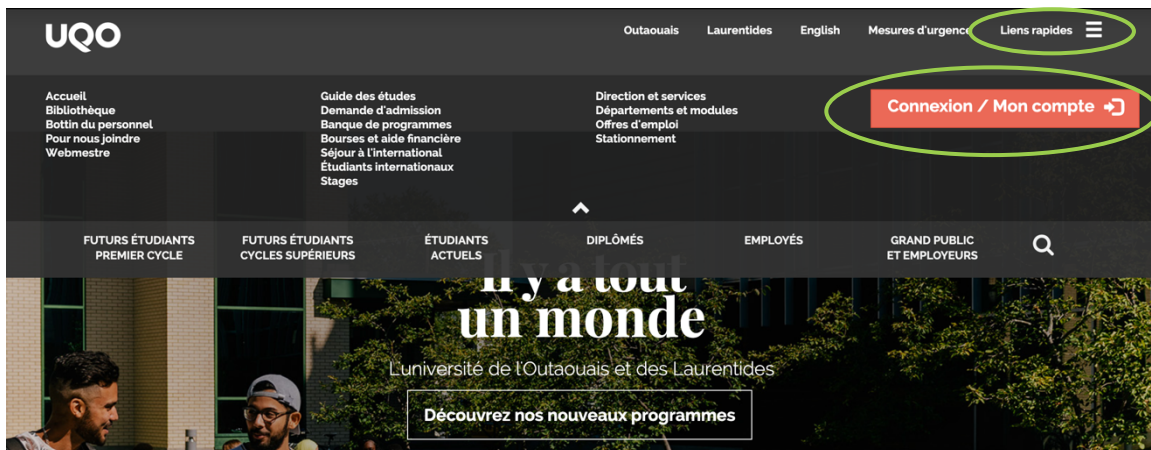 UQO
Outaouais
Laurentides
English
Mesures d'urgence
Liens rapides
Accueil
Bibliothèque
Bottin du personnel
Pour nous joindre
Webmestre
Guide des études
Demande d'admission
Banque de programmes
Bourses et aide financière
Séjour à l'international
Étudiants internationaux
Stages
Direction et services
Départements et modules
Offres d'emploi
Stationnement
Connexion / Mon compte
FUTURS ÉTUDIANTS
PREMIER CYCLE
FUTURS ÉTUDIANTS
CYCLES SUPÉRIEURS
ÉTUDIANTS
ACTUELS
DIPLÔMÉS
EMPLOYÉS
GRAND PUBLIC
ET EMPLOYEURS
Il y a tout
un monde
L'université de l'Outaouais et des Laurentides
Découvrez nos nouveaux programmes